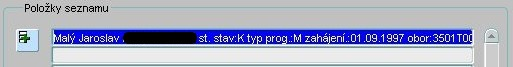 Položky seznamu
Malý Jaroslav st. stav:K typ prog.:M zahájení.:01.09.1997 obor:3501T00